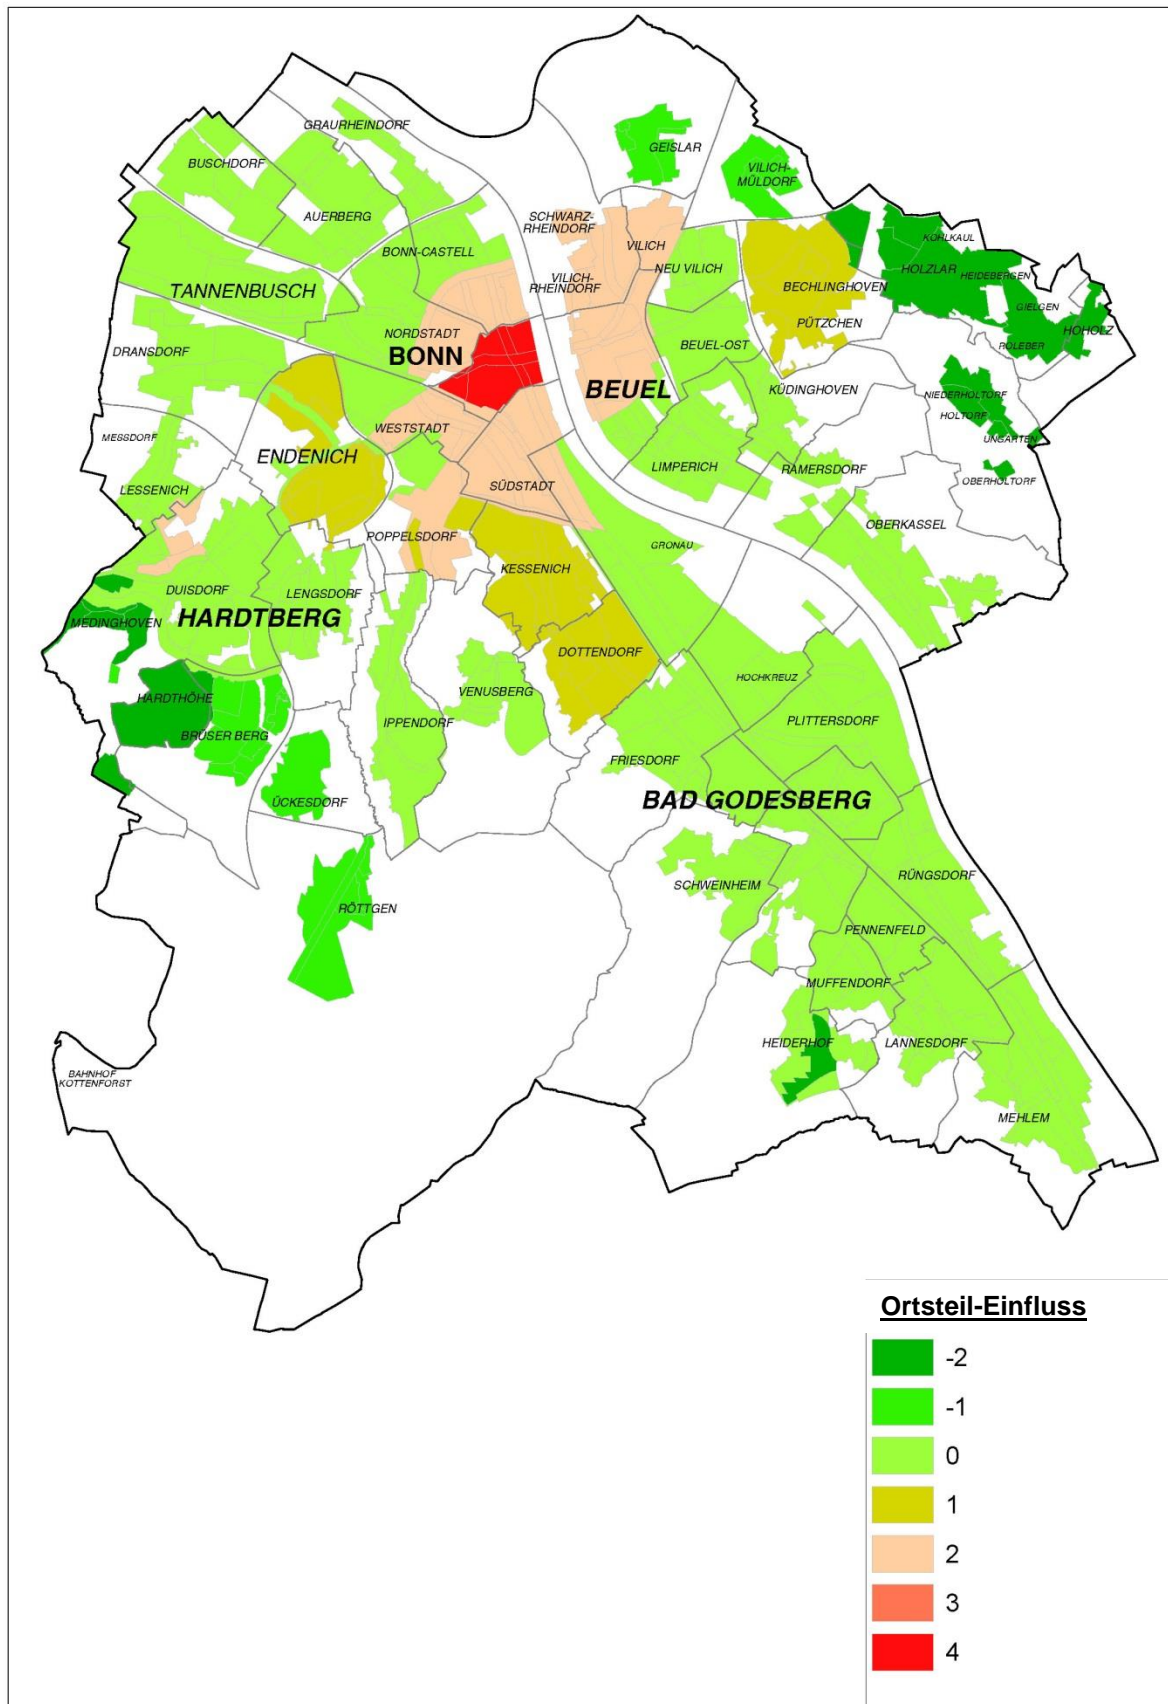 GRAURHEINDORF
BUSCHDORF
GEISLAR
VILICH-
MÜLDORF
AUERBERG
SCHWARZ-
RHEINDORF
BONN-CASTELL
VILICH
KOHLKAUL
NEU VILICH
HOLZLAR
HEIDEBERGEN
VILICH-
RHEINDORF
BECHLINGHOVEN
TANNENBUSCH
GIELGEN
PÜTZCHEN
HOHOLZ
NORDSTADT
ROLEBER
DRANSDORF
BONN
BEUEL-OST
BEUEL
KÜDINGHOVEN
NIEDERHOLTORF
HOLTORF
WESTSTADT
MESSDORF
UNGARTEN
ENDENICH
LIMPERICH
RAMERSDORF
OBERHOLTORF
LESSENICH
SÜDSTADT
OBERKASSEL
POPPELSDORF
GRONAU
KESSENICH
DUISDORF
LENGSDORF
HARDTBERG
MEDINGHOVEN
DOTTENDORF
HOCHKREUZ
VENUSBERG
HARDTHÖHE
IPPENDORF
PLITTERSDORF
BRÜSER BERG
FRIESDORF
ÜCKESDORF
BAD GODESBERG
RÜNGSDORF
SCHWEINHEIM
RÖTTGEN
PENNENFELD
MUFFENDORF
HEIDERHOF
LANNESDORF
BAHNHOF
KOTTENFORST
MEHLEM
Ortsteil-Einfluss
-2
-1
0
1
2
3
4